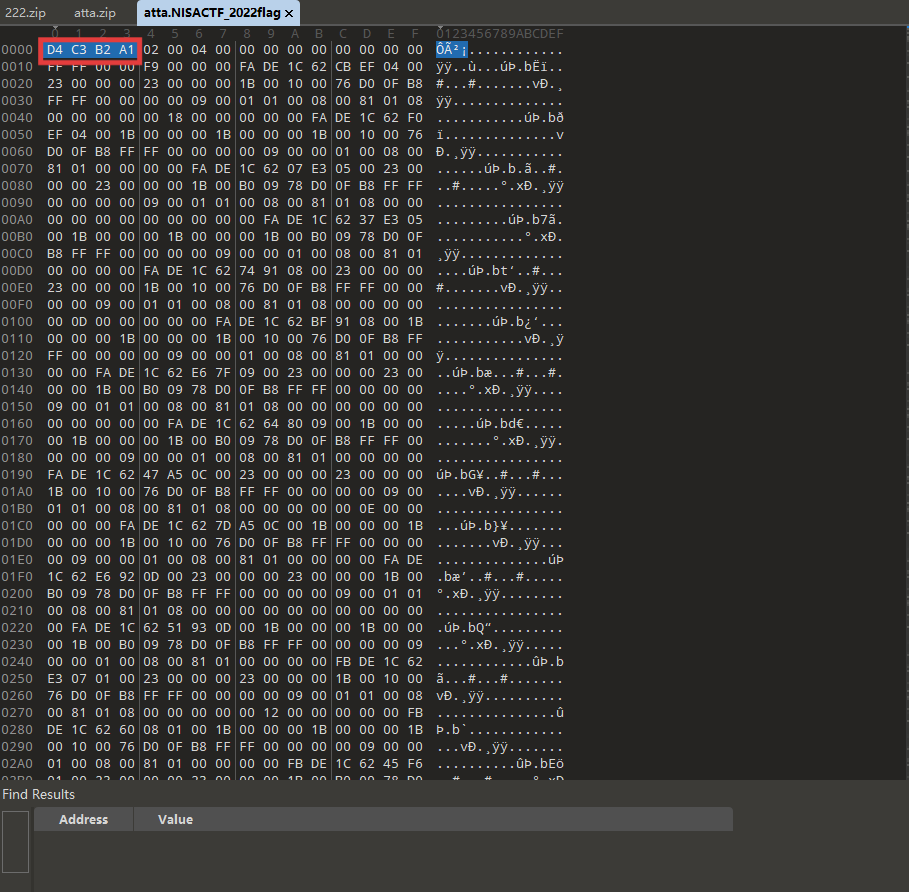 222.zip atta.zip atta.NISACTF_2022flag ×
0 1 2 3 4 5 6 7 8 9 A B C D E F 0123456789ABCDEF
0000 D4 C3 B2 A1 02 00 04 00 00 00 00 00 00 00 00 00 ÔÃ²¡............
0010 FF FF 00 00 F9 00 00 00 FA DE 1C 62 CB EF 04 00 ÿÿ..ù...úÞ.bËï..
0020 23 00 00 00 23 00 00 00 1B 00 10 00 76 D0 0F B8 #...#.......vÐ.¸
0030 FF FF 00 00 00 00 09 00 01 01 00 08 00 81 01 08 ÿÿ..............
0040 00 00 00 00 00 18 00 00 00 00 00 FA DE 1C 62 F0 ...........úÞ.bð
0050 EF 04 00 1B 00 00 00 1B 00 00 00 1B 00 10 00 76 ï..............v
0060 D0 0F B8 FF FF 00 00 00 00 09 00 00 01 00 08 00 Ð.¸ÿÿ...........
0070 81 01 00 00 00 00 FA DE 1C 62 07 E3 05 00 23 00 ......úÞ.b.ã..#.
0080 00 00 23 00 00 00 1B 00 B0 09 78 D0 0F B8 FF FF ..#.....°.xÐ.¸ÿÿ
0090 00 00 00 00 09 00 01 01 00 08 00 81 01 08 00 00 ................
00A0 00 00 00 00 00 00 00 00 00 FA DE 1C 62 37 E3 05 .........úÞ.b7ã.
00B0 00 1B 00 00 00 1B 00 00 00 1B 00 B0 09 78 D0 0F ...........°.xÐ.
00C0 B8 FF FF 00 00 00 00 09 00 00 01 00 08 00 81 01 ¸ÿÿ.............
00D0 00 00 00 00 FA DE 1C 62 74 91 08 00 23 00 00 00 ....úÞ.bt‘..#...
00E0 23 00 00 00 1B 00 10 00 76 D0 0F B8 FF FF 00 00 #.......vÐ.¸ÿÿ..
00F0 00 00 09 00 01 01 00 08 00 81 01 08 00 00 00 00 ................
0100 00 0D 00 00 00 00 00 FA DE 1C 62 BF 91 08 00 1B .......úÞ.b¿‘...
0110 00 00 00 1B 00 00 00 1B 00 10 00 76 D0 0F B8 FF ...........vÐ.¸ÿ
0120 FF 00 00 00 00 09 00 00 01 00 08 00 81 01 00 00 ÿ...............
0130 00 00 FA DE 1C 62 E6 7F 09 00 23 00 00 00 23 00 ..úÞ.bæ...#...#.
0140 00 00 1B 00 B0 09 78 D0 0F B8 FF FF 00 00 00 00 ....°.xÐ.¸ÿÿ....
0150 09 00 01 01 00 08 00 81 01 08 00 00 00 00 00 00 ................
0160 00 00 00 00 00 FA DE 1C 62 64 80 09 00 1B 00 00 .....úÞ.bd€.....
0170 00 1B 00 00 00 1B 00 B0 09 78 D0 0F B8 FF FF 00 .......°.xÐ.¸ÿÿ.
0180 00 00 00 09 00 00 01 00 08 00 81 01 00 00 00 00 ................
0190 FA DE 1C 62 47 A5 0C 00 23 00 00 00 23 00 00 00 úÞ.bG¥..#...#...
01A0 1B 00 10 00 76 D0 0F B8 FF FF 00 00 00 00 09 00 ....vÐ.¸ÿÿ......
01B0 01 01 00 08 00 81 01 08 00 00 00 00 00 0E 00 00 ................
01C0 00 00 00 FA DE 1C 62 7D A5 0C 00 1B 00 00 00 1B ...úÞ.b}¥.......
01D0 00 00 00 1B 00 10 00 76 D0 0F B8 FF FF 00 00 00 .......vÐ.¸ÿÿ...
01E0 00 09 00 00 01 00 08 00 81 01 00 00 00 00 FA DE ..............úÞ
01F0 1C 62 E6 92 0D 00 23 00 00 00 23 00 00 00 1B 00 .bæ’..#...#.....
0200 B0 09 78 D0 0F B8 FF FF 00 00 00 00 09 00 01 01 °.xÐ.¸ÿÿ........
0210 00 08 00 81 01 08 00 00 00 00 00 00 00 00 00 00 ................
0220 00 FA DE 1C 62 51 93 0D 00 1B 00 00 00 1B 00 00 .úÞ.bQ“.........
0230 00 1B 00 B0 09 78 D0 0F B8 FF FF 00 00 00 00 09 ...°.xÐ.¸ÿÿ.....
0240 00 00 01 00 08 00 81 01 00 00 00 00 FB DE 1C 62 ............ûÞ.b
0250 E3 07 01 00 23 00 00 00 23 00 00 00 1B 00 10 00 ã...#...#.......
0260 76 D0 0F B8 FF FF 00 00 00 00 09 00 01 01 00 08 vÐ.¸ÿÿ..........
0270 00 81 01 08 00 00 00 00 00 12 00 00 00 00 00 FB ...............û
0280 DE 1C 62 60 08 01 00 1B 00 00 00 1B 00 00 00 1B Þ.b`............
0290 00 10 00 76 D0 0F B8 FF FF 00 00 00 00 09 00 00 ...vÐ.¸ÿÿ.......
02A0 01 00 08 00 81 01 00 00 00 00 FB DE 1C 62 45 F6 ..........ûÞ.bEö
02B0 01 00 23 00 00 00 23 00 00 00 1B 00 B0 09 78 D0 ..#...#.....°.xÐ
Find Results
Address Value